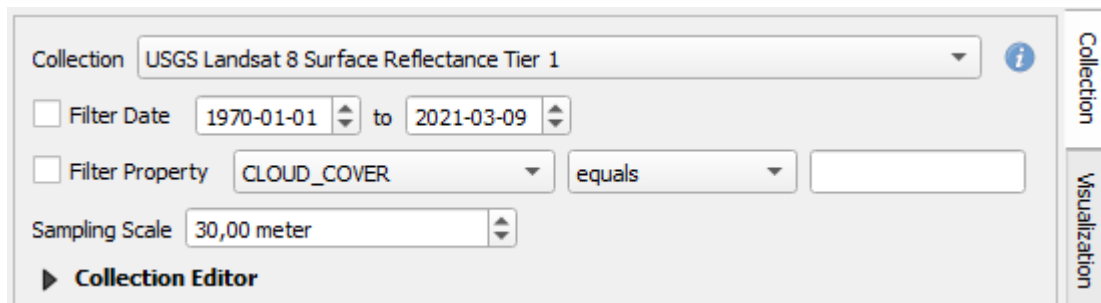 Collection USGS Landsat 8 Surface Reflectance Tier 1
Filter Date 1970-01-01 to 2021-03-09
Filter Property CLOUD_COVER equals
Sampling Scale 30,00 meter
Collection Editor
Collection
Visualization